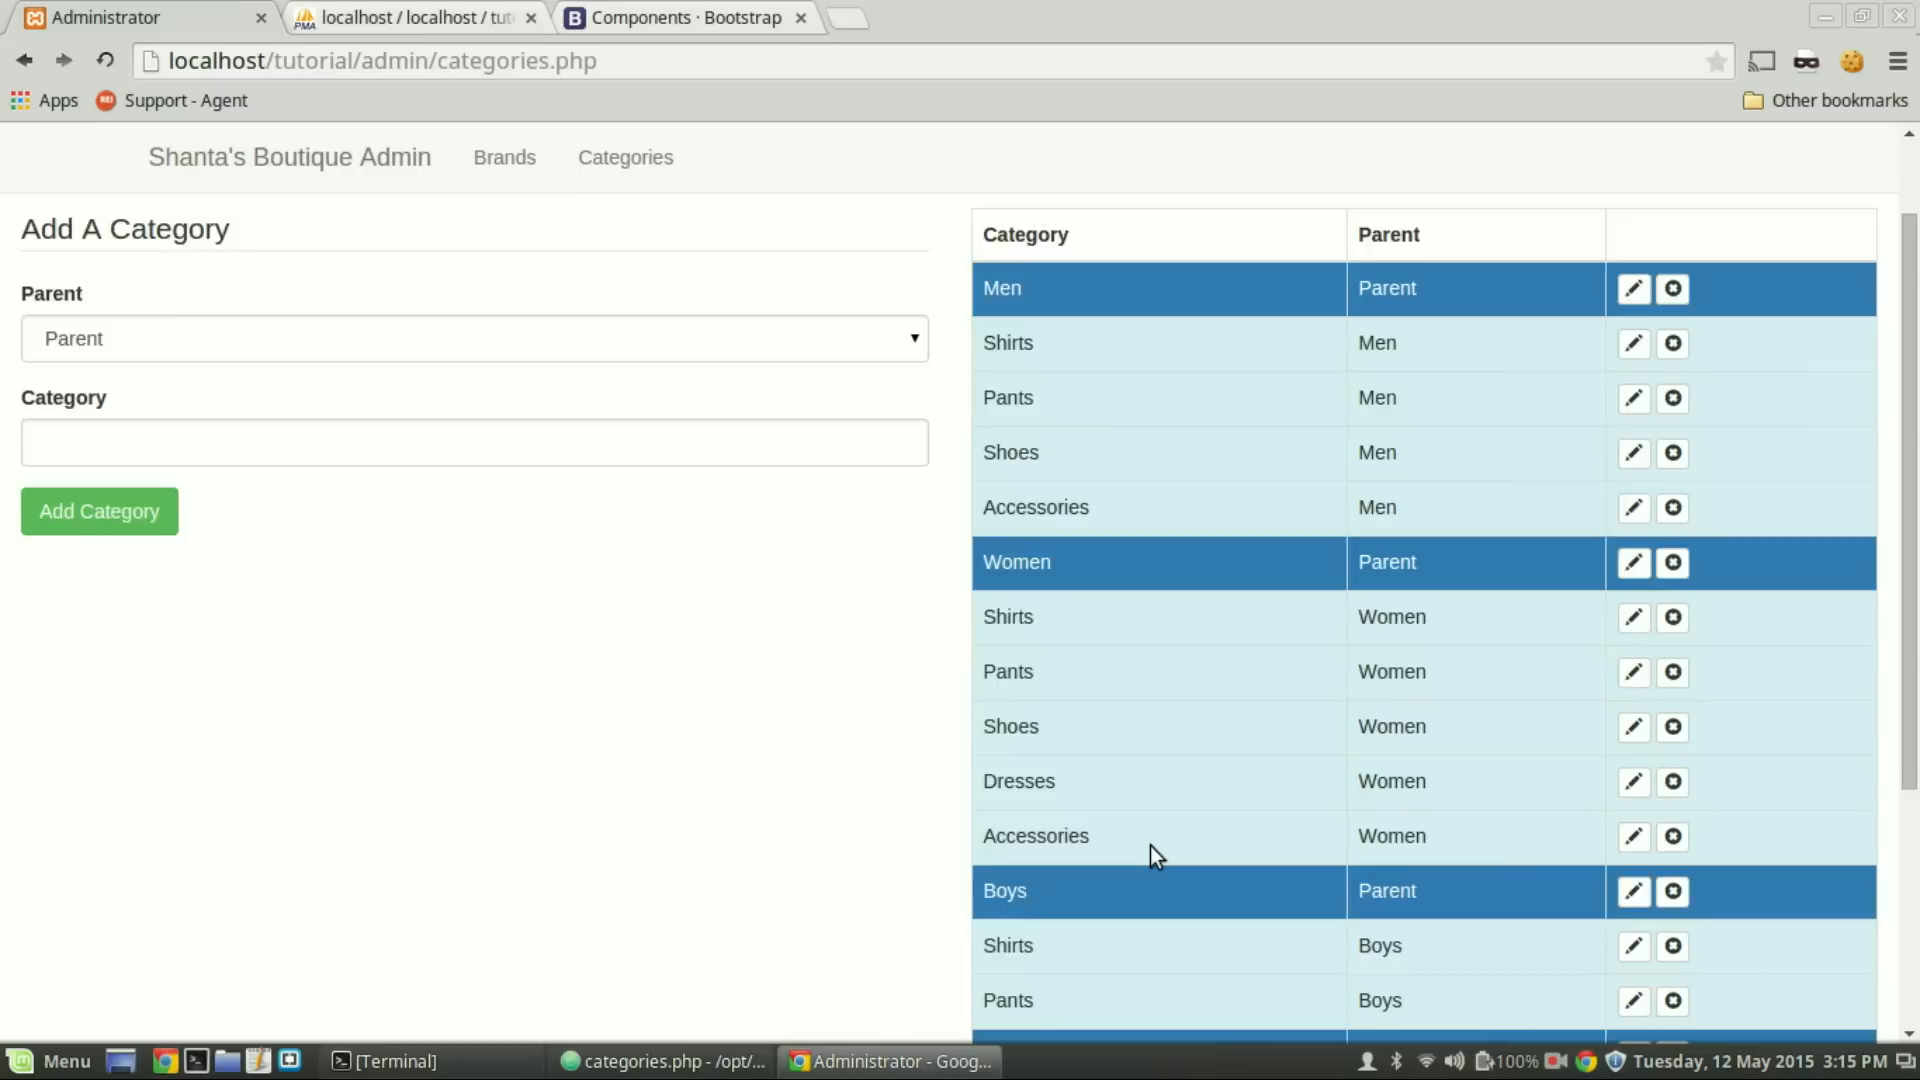 Administrator
localhost / localhost / tut
Components · Bootstrap
localhost/tutorial/admin/categories.php
Apps
Support - Agent
Other bookmarks
Shanta's Boutique Admin
Brands
Categories
Add A Category
Parent
Parent
Category
Add Category
Category Parent
Men Parent
Shirts Men
Pants Men
Shoes Men
Accessories Men
Women Parent
Shirts Women
Pants Women
Shoes Women
Dresses Women
Accessories Women
Boys Parent
Shirts Boys
Pants Boys
Menu
[Terminal]
categories.php - /opt/...
Administrator - Goog...
100%
Tuesday, 12 May 2015 3:15 PM